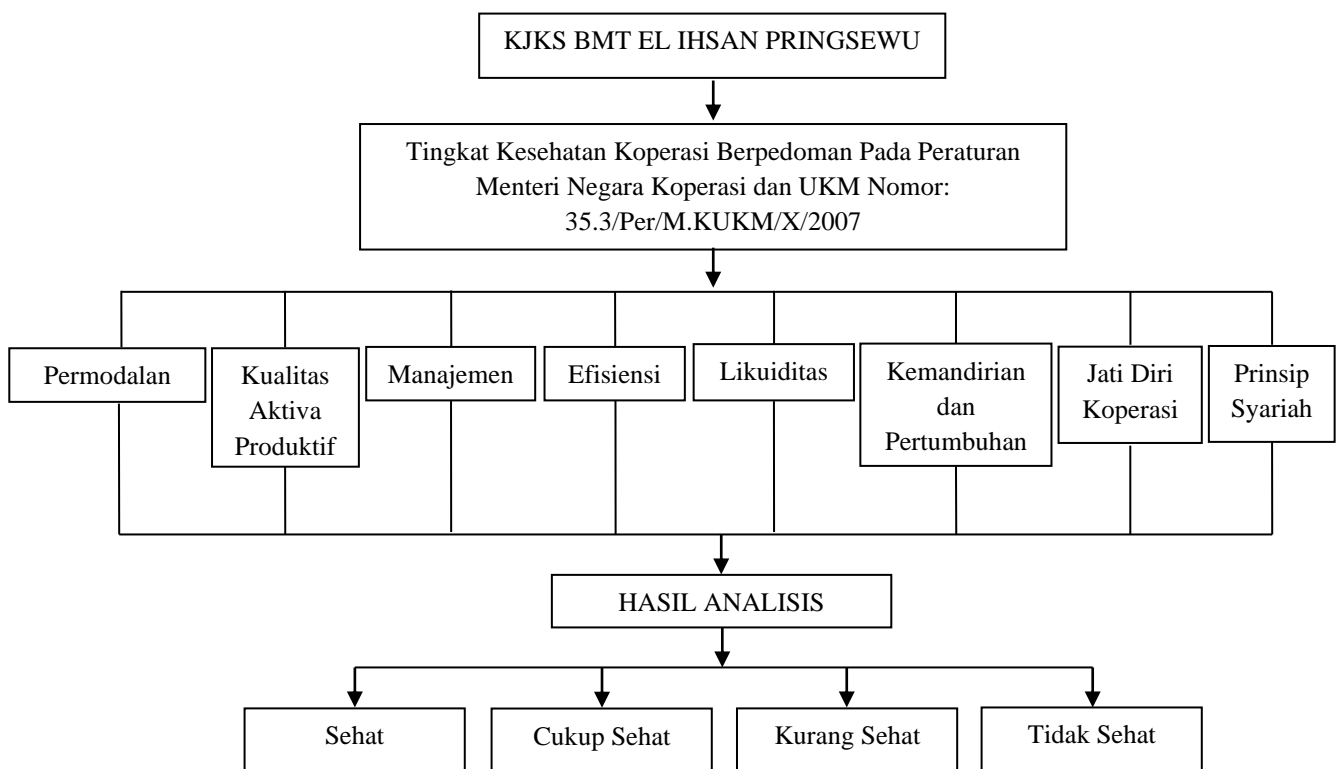 KJKS BMT EL IHSAN PRINGSEWU
Tingkat Kesehatan Koperasi Berpedoman Pada Peraturan
Menteri Negara Koperasi dan UKM Nomor:
35.3/Per/M.KUKM/X/2007
Permodalan
Kualitas
Aktiva
Produktif
Manajemen
Efisiensi
Likuiditas
Kemandirian
dan
Pertumbuhan
Jati Diri
Koperasi
Prinsip
Syariah
HASIL ANALISIS
Sehat
Cukup Sehat
Kurang Sehat
Tidak Sehat